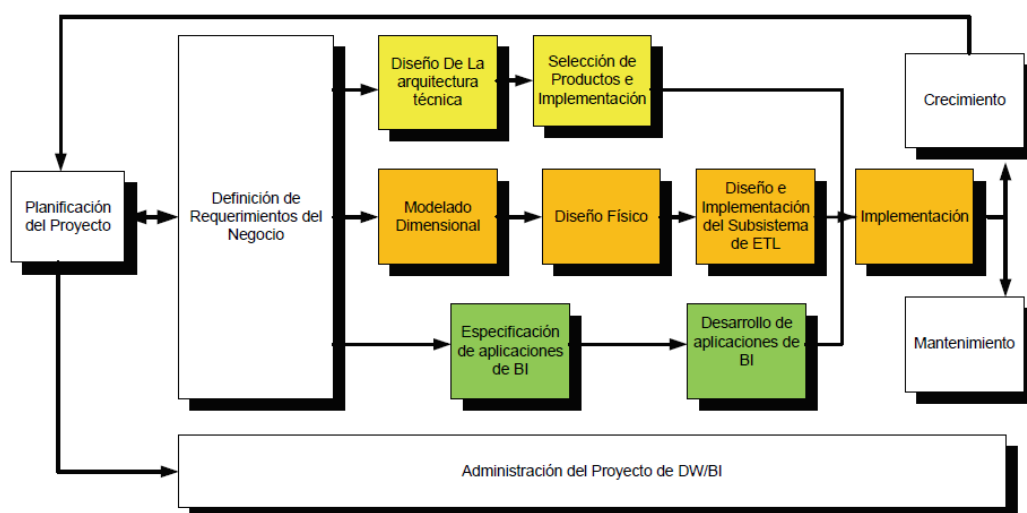 Planificación
del Proyecto
Definición de
Requerimientos del
Negocio
Diseño De La
arquitectura
técnica
Selección de
Productos e
Implementación
Modelado
Dimensional
Diseño Físico
Diseño e
Implementación
del Subsistema
de ETL
Especificación
de aplicaciones
de BI
Desarrollo de
aplicaciones de
BI
Implementación
Crecimiento
Mantenimiento
Administración del Proyecto de DW/BI